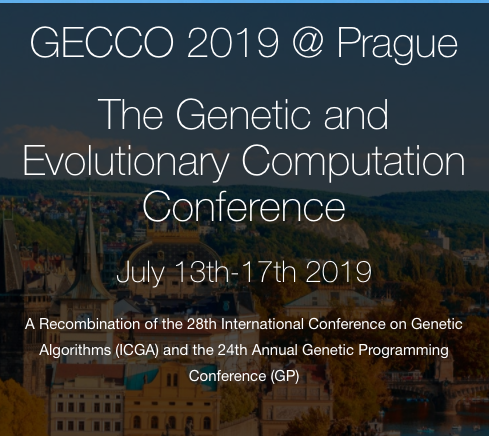 GECCO 2019 @ Prague
The Genetic and
Evolutionary Computation
Conference
July 13th-17th 2019
A Recombination of the 28th International Conference on Genetic
Algorithms (ICGA) and the 24th Annual Genetic Programming
Conference (GP)